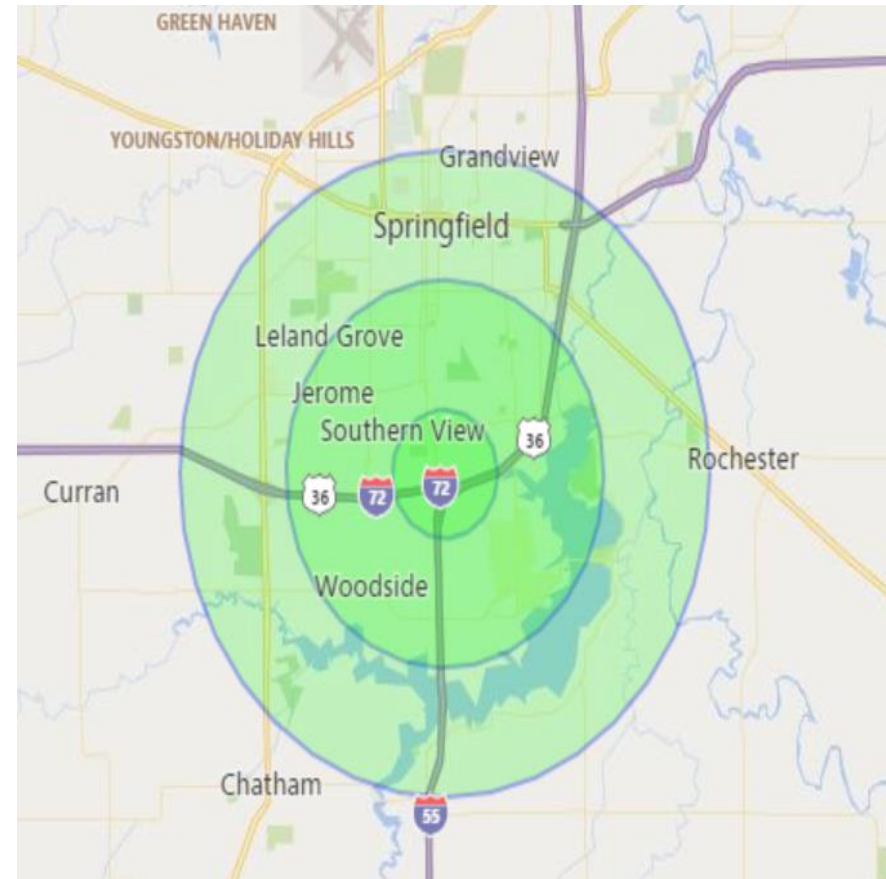 GREEN HAVEN
YOUNGSTON/HOLIDAY HILLS
Grandview
Springfield
Leland Grove
Jerome
Southern View
36
Rochester
Curran
36
72
72
Woodside
Chatham
55